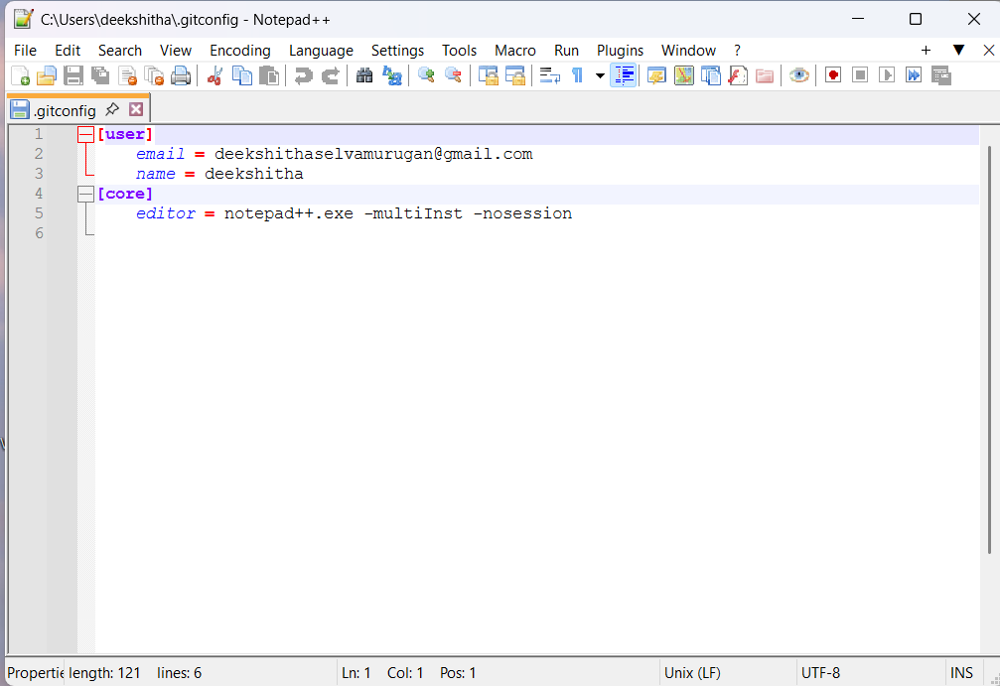 C:\Users\deekshitha\.gitconfig - Notepad++
File Edit Search View Encoding Language Settings Tools Macro Run Plugins Window ? + ▼ X
.gitconfig
1 [user]
2 email = deekshithaselvamurugan@gmail.com
3 name = deekshitha
4 [core]
5 editor = notepad++.exe -multiInst -nosession
6
Propertie length: 121 lines: 6 Ln: 1 Col: 1 Pos: 1 Unix (LF) UTF-8 INS